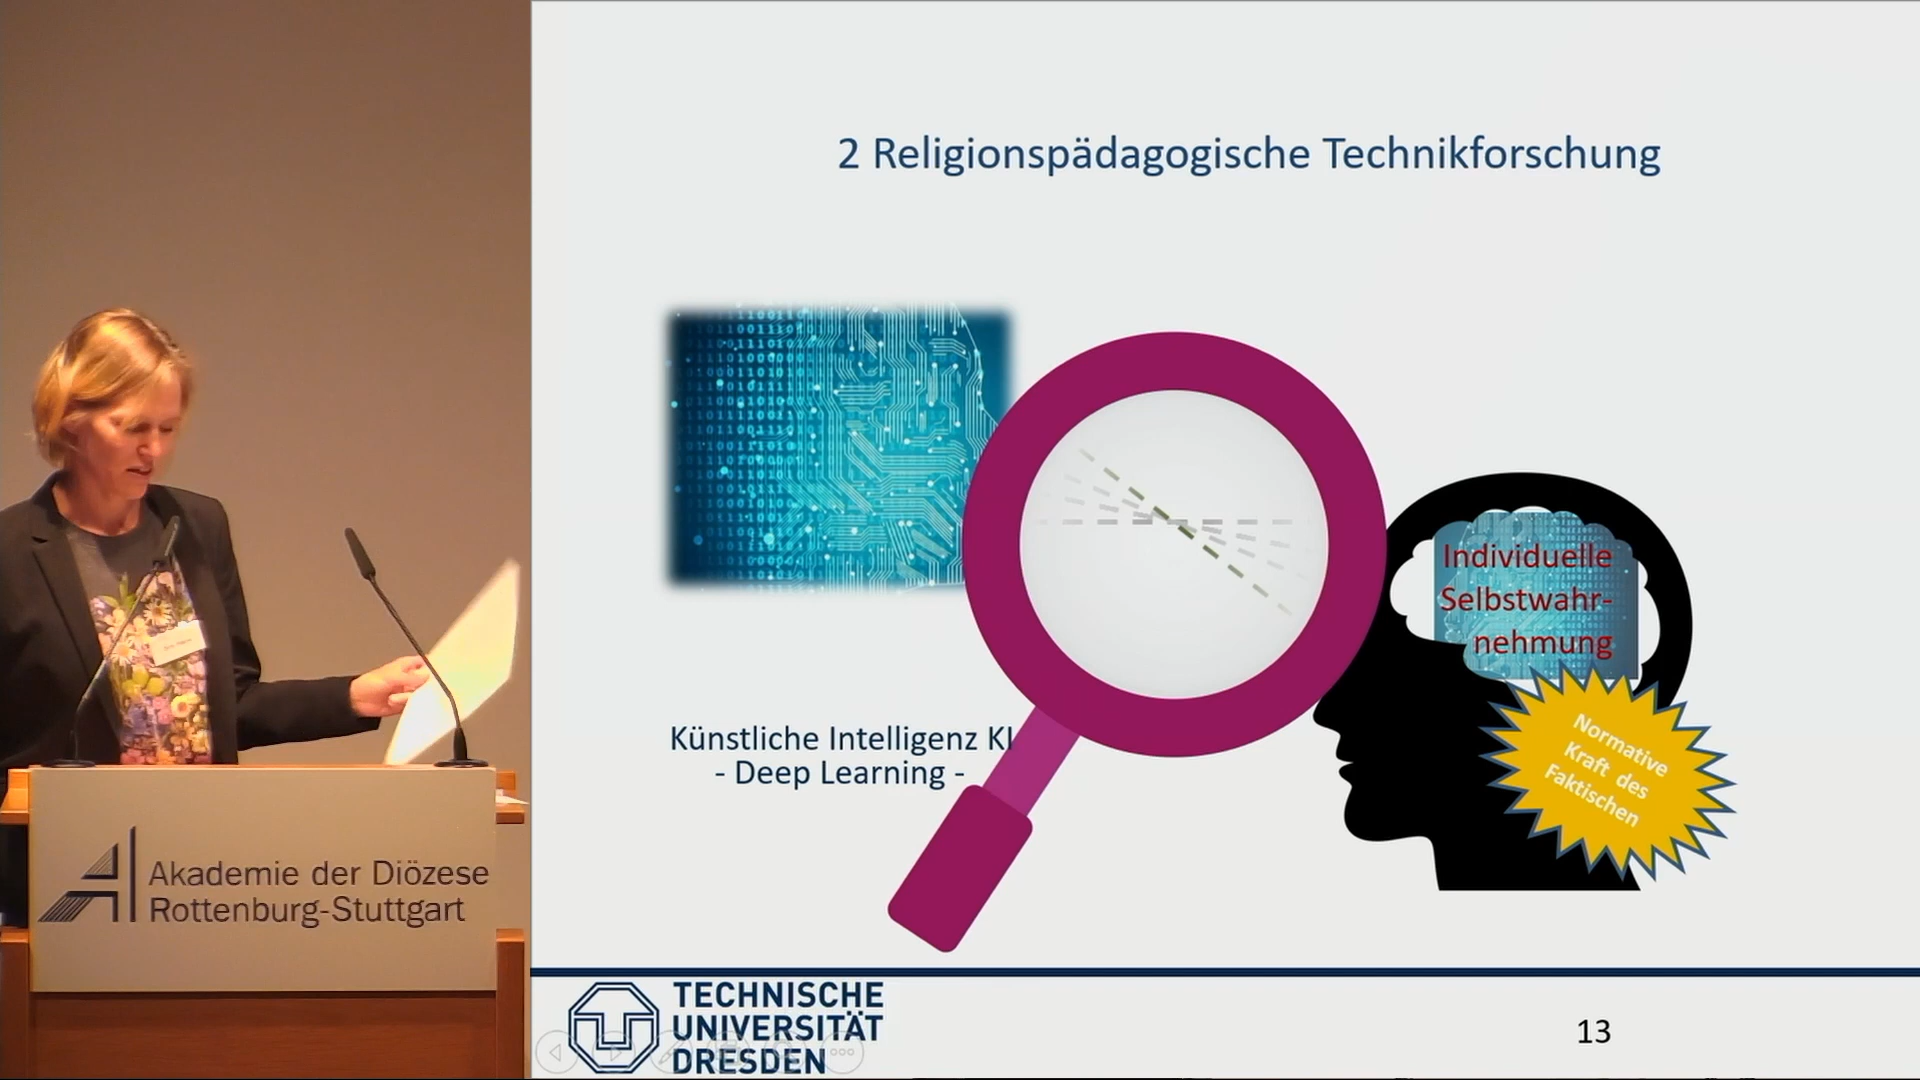 2 Religionspädagogische Technikforschung
Künstliche Intelligenz KI
- Deep Learning -
Individuelle
Selbstwahr-
nehmung
Normative
Kraft des
Faktischen
Akademie der Diözese
Rottenburg-Stuttgart
TECHNISCHE
UNIVERSITÄT
DRESDEN
13